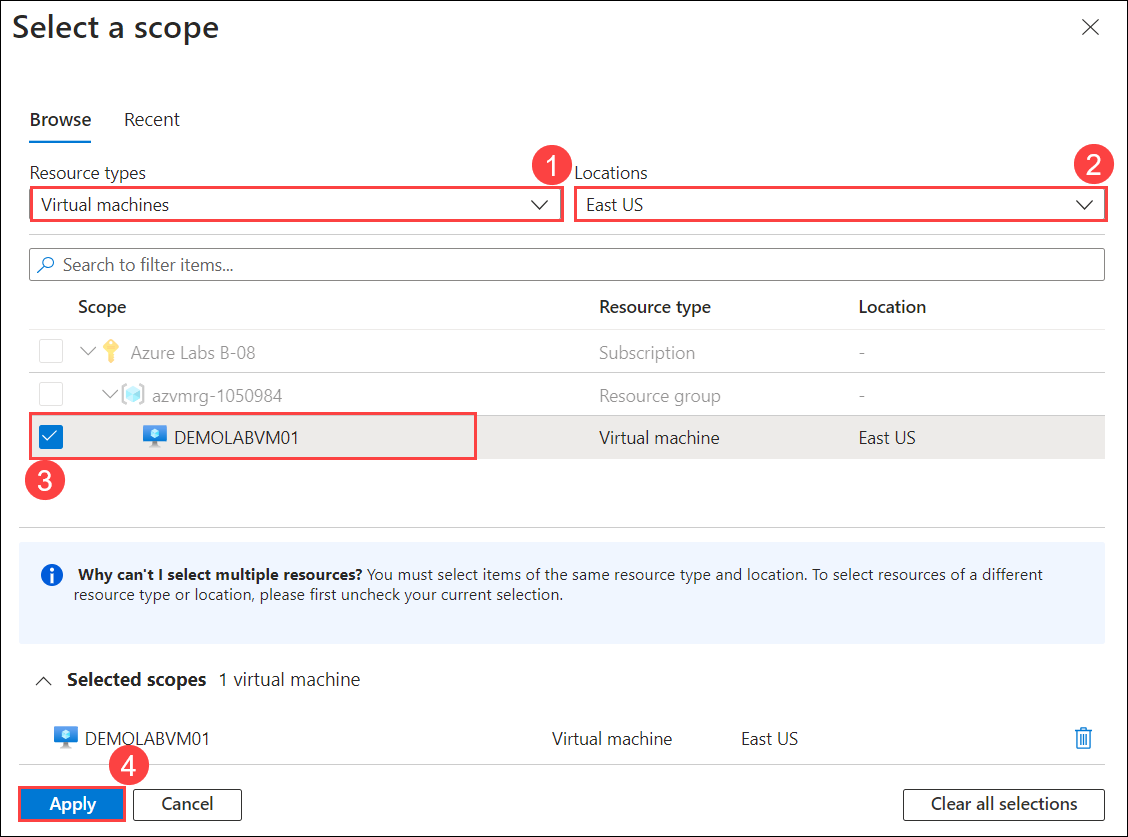 Select a scope
Browse Recent
Resource types 1 Locations 2
Virtual machines East US
Search to filter items...
Scope Resource type Location
Azure Labs B-08 Subscription -
azvmrg-1050984 Resource group -
DEMOLABVM01 Virtual machine East US
3
Why can't I select multiple resources? You must select items of the same resource type and location. To select resources of a different
resource type or location, please first uncheck your current selection.
Selected scopes 1 virtual machine
DEMOLABVM01 Virtual machine East US
4
Apply Cancel Clear all selections